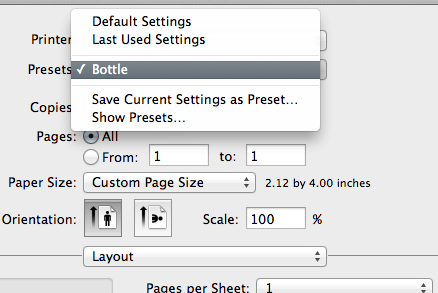 Default Settings
Printer
Last Used Settings
Presets ✓ Bottle
Save Current Settings as Preset...
Copies
Show Presets...
Pages: All
From: 1 to: 1
Paper Size: Custom Page Size 2.12 by 4.00 inches
Orientation: Scale: 100 %
Layout
Pages per Sheet: 1